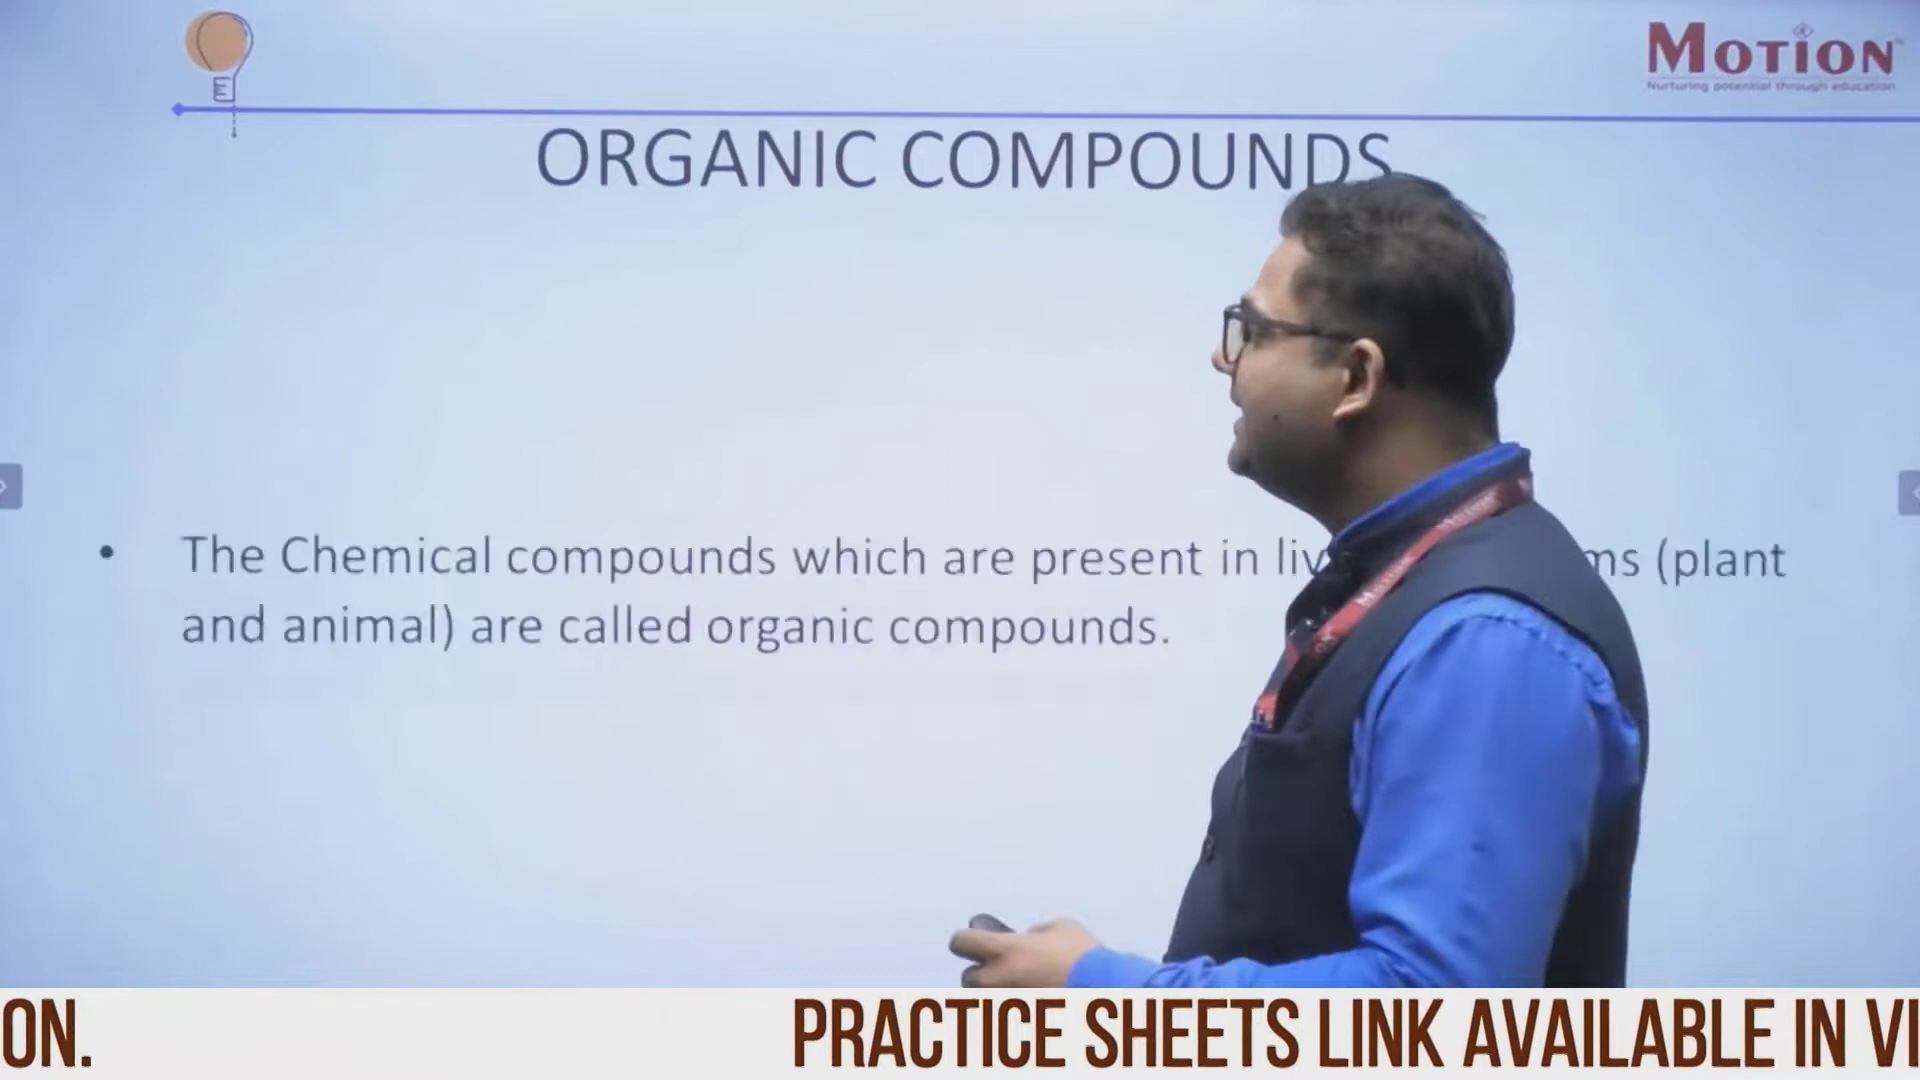 MOTION
Nurturing potential through education
ORGANIC COMPOUNDS
• The Chemical compounds which are present in liv ms (plant
and animal) are called organic compounds.
ON. PRACTICE SHEETS LINK AVAILABLE IN VI